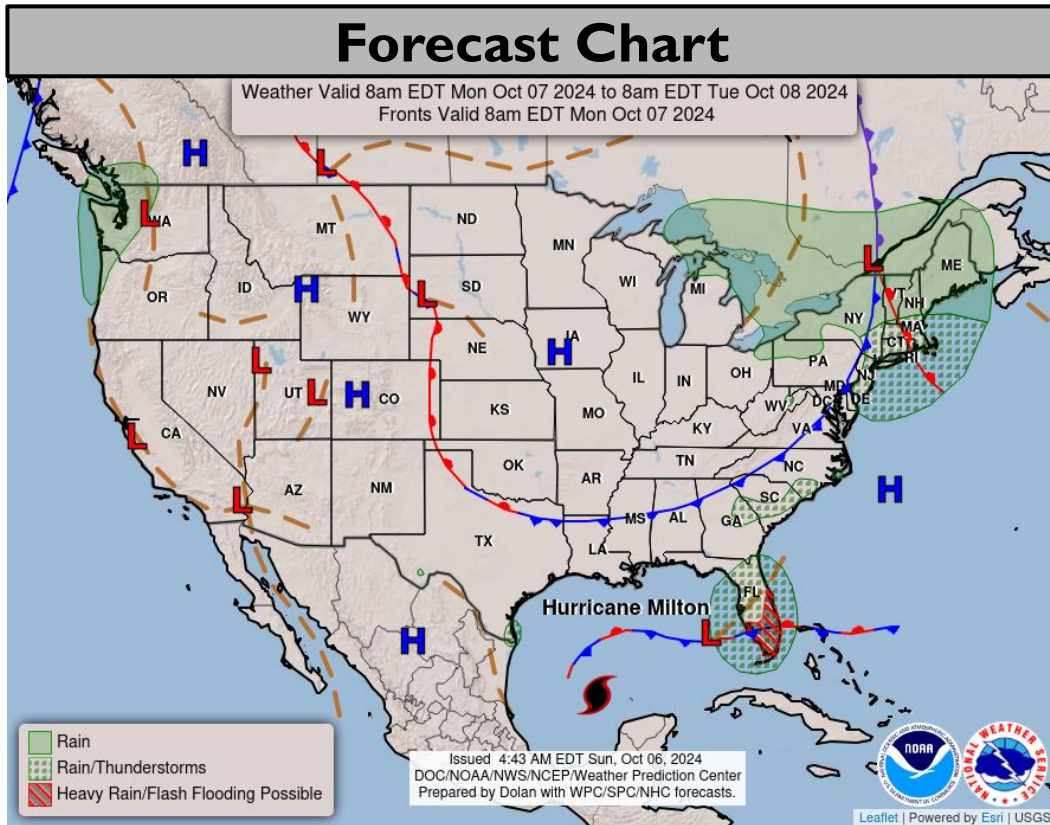 Forecast Chart
Weather Valid 8am EDT Mon Oct 07 2024 to 8am EDT Tue Oct 08 2024
Fronts Valid 8am EDT Mon Oct 07 2024
H
L
ND
L
WA
MT
MN
L
ME
OR
ID
H
L
SD
WI
MI
VT
NH
WY
NY
MA
CT
RI
L
NE
H
IA
PA
NJ
NV
UT
L
H
CO
IL
IN
OH
MD
DC
DE
WV
L
CA
KS
MO
KY
VA
H
L
AZ
NM
OK
AR
TN
NC
SC
TX
LA
MS
AL
GA
FL
Hurricane Milton
L
H
Rain
Rain/Thunderstorms
Heavy Rain/Flash Flooding Possible
Issued 4:43 AM EDT Sun, Oct 06, 2024
DOC/NOAA/NWS/NCEP/Weather Prediction Center
Prepared by Dolan with WPC/SPC/NHC forecasts.
NOAA
NATIONAL WEATHER SERVICE
Leaflet | Powered by Esri | USGS